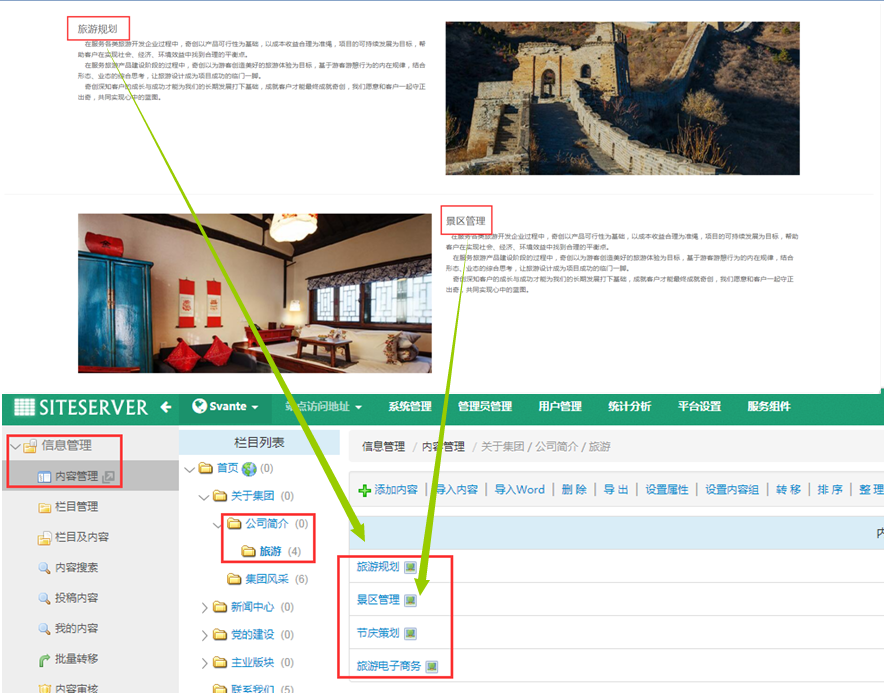 旅游规划
在服务各类旅游开发企业过程中，奇创以产品可行性为基础，以成本收益合理为准绳，项目的可持续发展为目标，帮
助客户在实现社会、经济、环境效益中找到合理的平衡点。
在服务旅游产品建设阶段的过程中，奇创以为游客创造美好的旅游体验为目标，基于游客游憩行为的内在规律，结合
形态、业态的综合思考，让旅游设计成为项目成功的临门一脚。
奇创深知客户的成长与成功才能为我们的长期发展打下基础，成就客户才能最终成就奇创，我们愿意和客户一起守正
出奇，共同实现心中的蓝图。
景区管理
在服务各类旅游开发企业过程中，奇创以产品可行性为基础，以成本收益合理为准绳，项目的可持续发展为目标，帮助
客户在实现社会、经济、环境效益中找到合理的平衡点。
在服务旅游产品建设阶段的过程中，奇创以为游客创造美好的旅游体验为目标，基于游客游憩行为的内在规律，结合
形态、业态的综合思考，让旅游设计成为项目成功的临门一脚。
奇创深知客户的成长与成功才能为我们的长期发展打下基础，成就客户才能最终成就奇创，我们愿意和客户一起守正
出奇，共同实现心中的蓝图。
SITESERVER Svante 站点访问地址 系统管理 管理员管理 用户管理 统计分析 平台设置 服务组件
信息管理
内容管理
栏目管理
栏目及内容
内容搜索
投稿内容
我的内容
批量转移
内容审核
栏目列表
首页 (0)
关于集团 (0)
公司简介 (0)
旅游 (4)
集团风采 (6)
新闻中心 (0)
党的建设 (0)
主业版块 (0)
联系我们 (5)
信息管理 / 内容管理 / 关于集团 / 公司简介 / 旅游
添加内容 | 导入内容 | 导入Word | 删 除 | 导 出 | 设置属性 | 设置内容组 | 转 移 | 排 序 | 整 理
内
旅游规划
景区管理
节庆策划
旅游电子商务